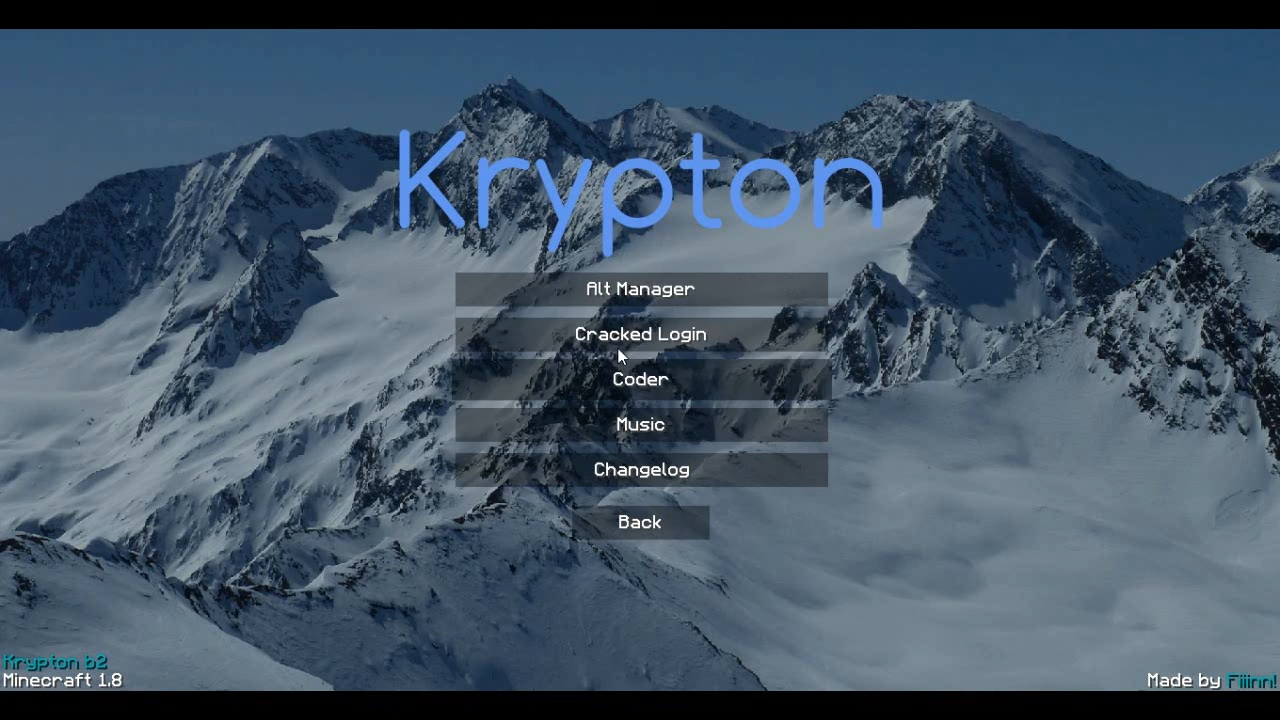 Krypton
Alt Manager
Cracked Login
Coder
Music
Changelog
Back
Krypton b2
Minecraft 1.8
Made by Fiiinn!